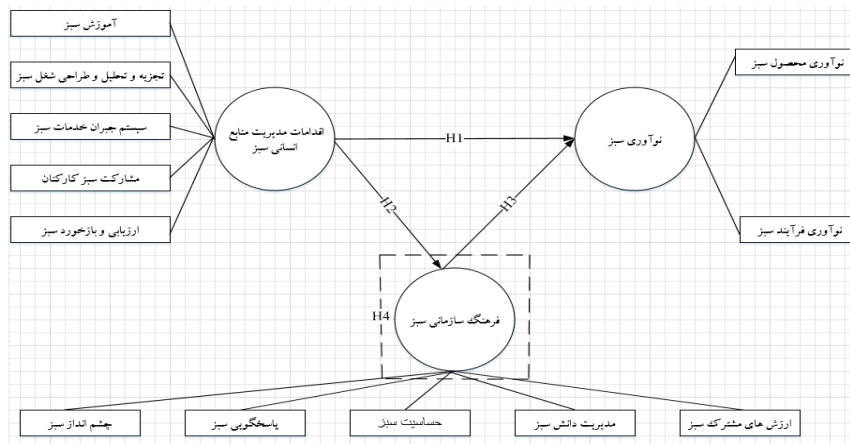 آموزش سبز
تجزیه و تحلیل و طراحی شغل سبز
سیستم جبران خدمات سبز
مشارکت سبز کارکنان
ارزیابی و بازخورد سبز
اقدامات مدیریت منابع
انسانی سبز
H1
H2
H3
نوآوری سبز
نوآوری محصول سبز
نوآوری فرآیند سبز
H4
فرهنگ سازمانی سبز
چشم انداز سبز
پاسخگویی سبز
حساسیت سبز
مدیریت دانش سبز
ارزش های مشترک سبز